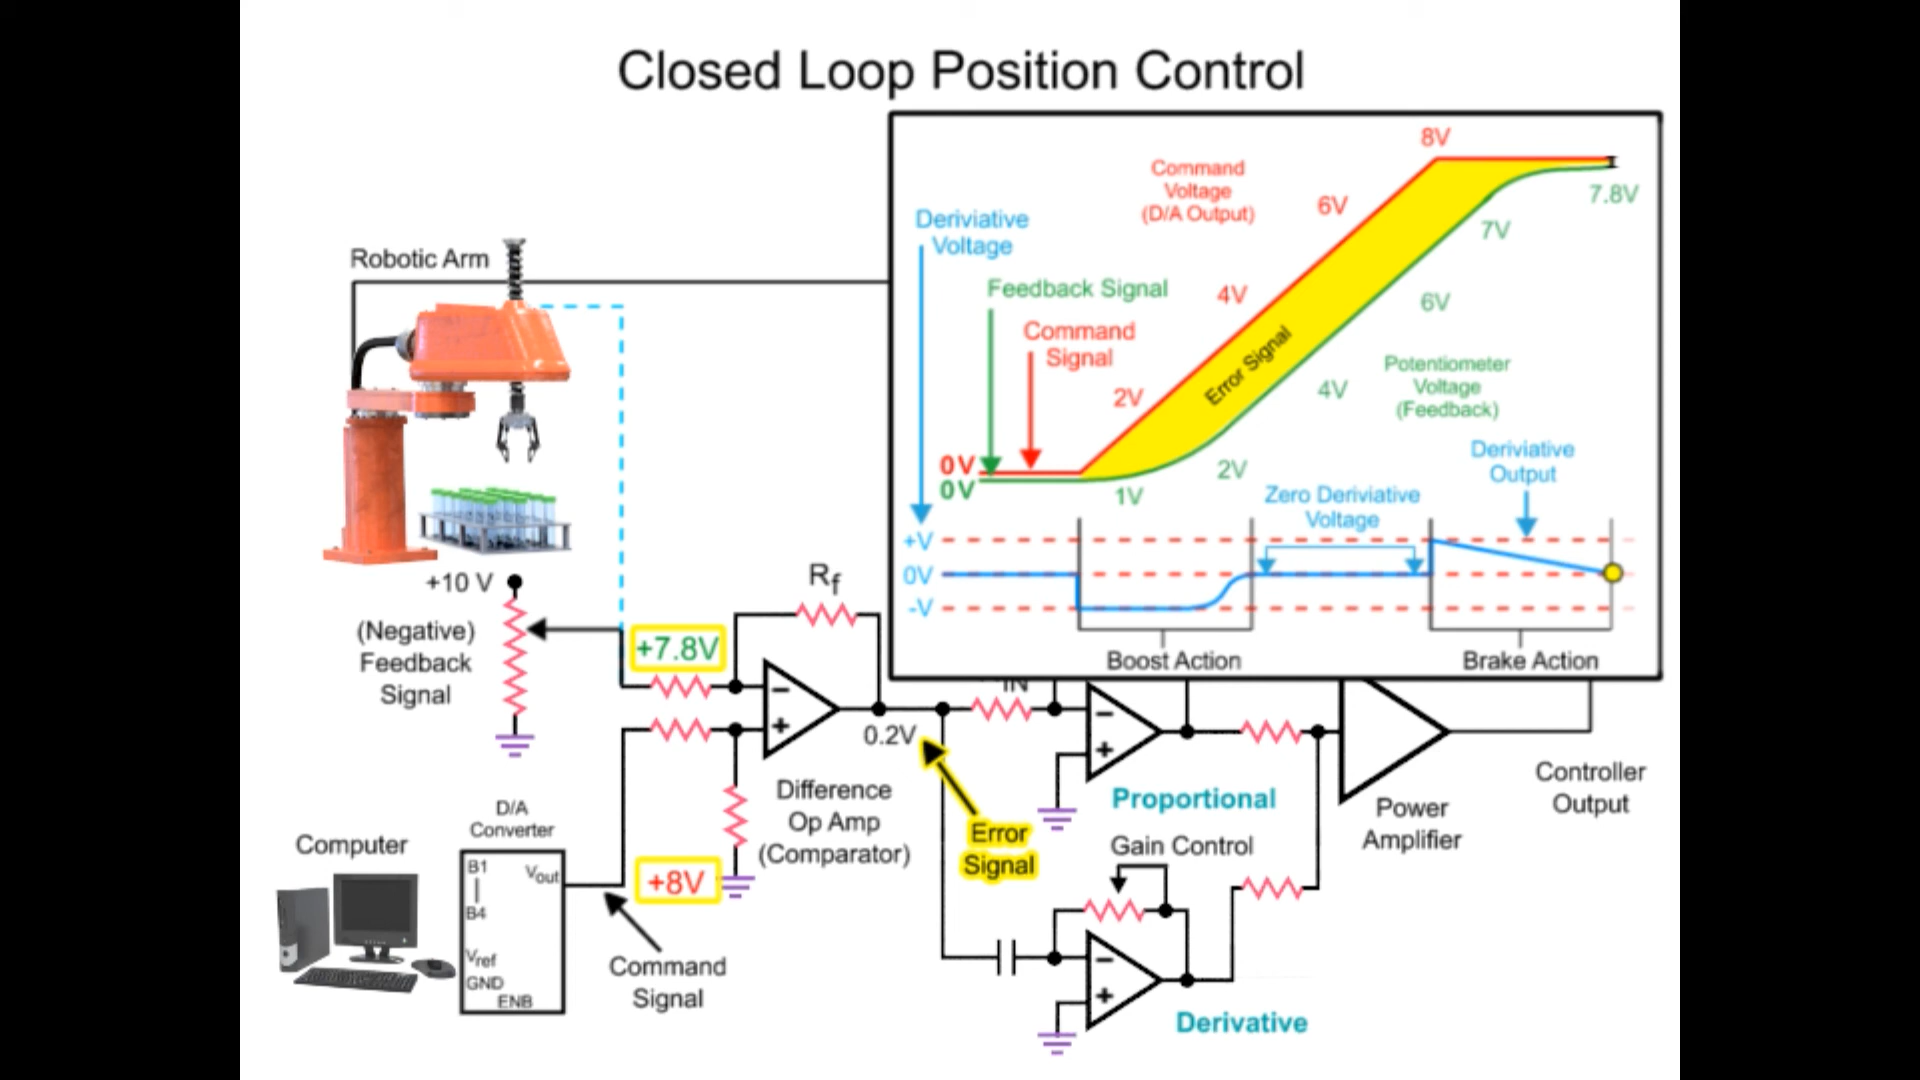 Closed Loop Position Control
8V
Command
Voltage
(D/A Output)
6V
7.8V
Deriviative
Voltage
7V
Robotic Arm
Feedback Signal
4V
6V
Command
Signal
Error Signal
Potentiometer
Voltage
(Feedback)
2V
4V
Deriviative
Output
0V
0V
1V
2V
Zero Deriviative
Voltage
+V
0V
-V
Boost Action
Brake Action
+10 V
Rf
(Negative)
Feedback
Signal
+7.8V
−
+
IN
0.2V
−
+
Difference
Op Amp
(Comparator)
Error
Signal
Proportional
Power
Amplifier
Controller
Output
D/A
Converter
Computer
B1
B4
Vout
Vref
GND
ENB
+8V
Command
Signal
Gain Control
−
+
Derivative